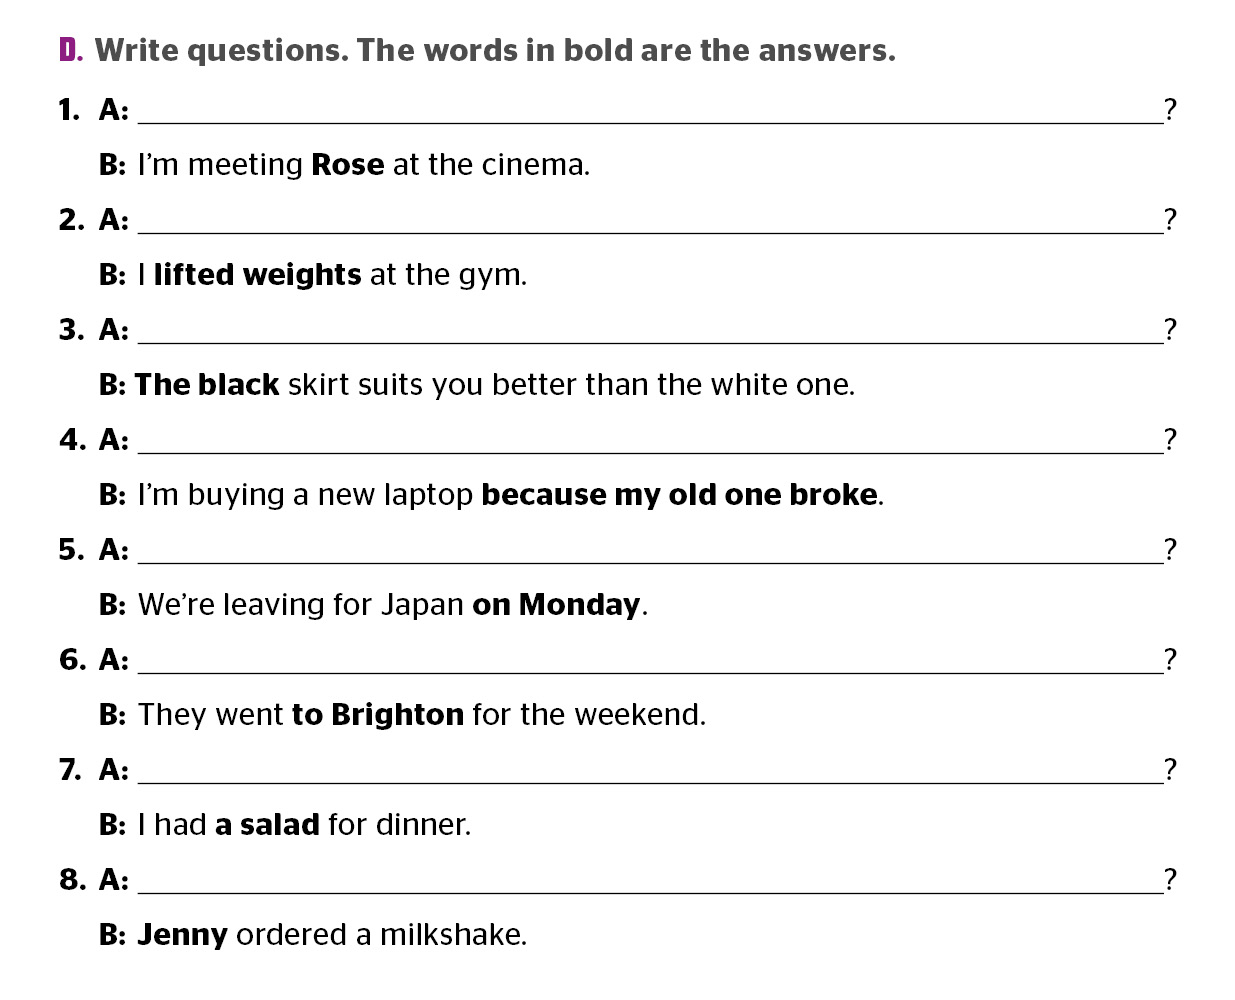 D. Write questions. The words in bold are the answers.
1. A: ______________________________?
B: I’m meeting Rose at the cinema.
2. A: ______________________________?
B: I lifted weights at the gym.
3. A: ______________________________?
B: The black skirt suits you better than the white one.
4. A: ______________________________?
B: I’m buying a new laptop because my old one broke.
5. A: ______________________________?
B: We’re leaving for Japan on Monday.
6. A: ______________________________?
B: They went to Brighton for the weekend.
7. A: ______________________________?
B: I had a salad for dinner.
8. A: ______________________________?
B: Jenny ordered a milkshake.